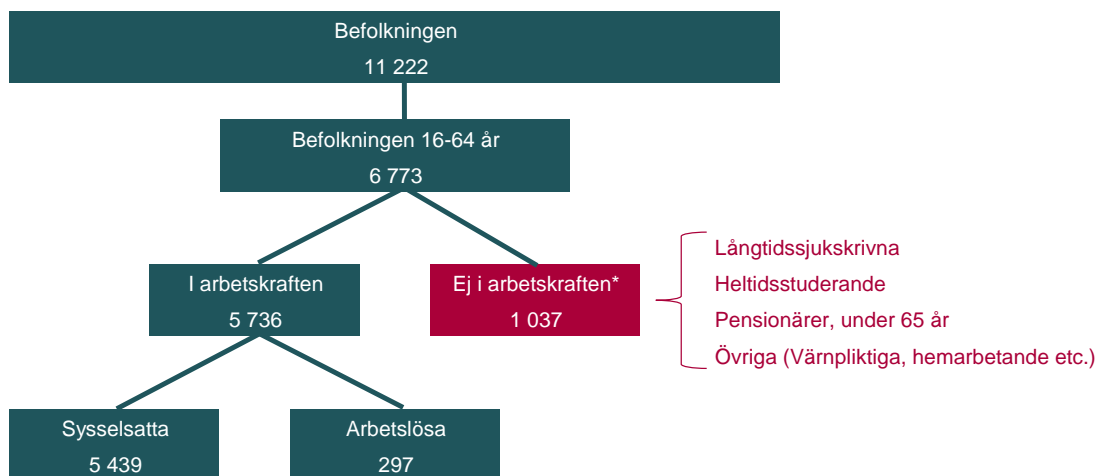 Befolkningen
11 222
Befolkningen 16-64 år
6 773
I arbetskraften
5 736
Ej i arbetskraften*
1 037
Långtidssjukskrivna
Heltidsstuderande
Pensionärer, under 65 år
Övriga (Värnpliktiga, hemarbetande etc.)
Sysselsatta
5 439
Arbetslösa
297